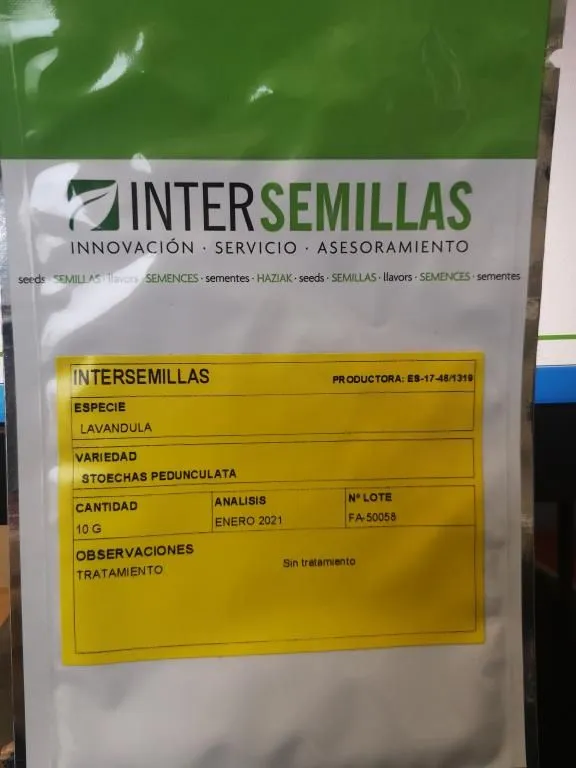 INTERSEMILLAS
INNOVACIÓN · SERVICIO · ASESORAMIENTO
seeds · SEMILLAS · llavors · SEMENCES · sementes · HAZIAK · seeds · SEMILLAS · llavors · SEMENCES · sementes
INTERSEMILLAS PRODUCTORA: ES-17-46/1319
ESPECIE
LAVANDULA
VARIEDAD
STOECHAS PEDUNCULATA
CANTIDAD ANALISIS Nº LOTE
10 G ENERO 2021 FA-50058
OBSERVACIONES
TRATAMIENTO Sin tratamiento